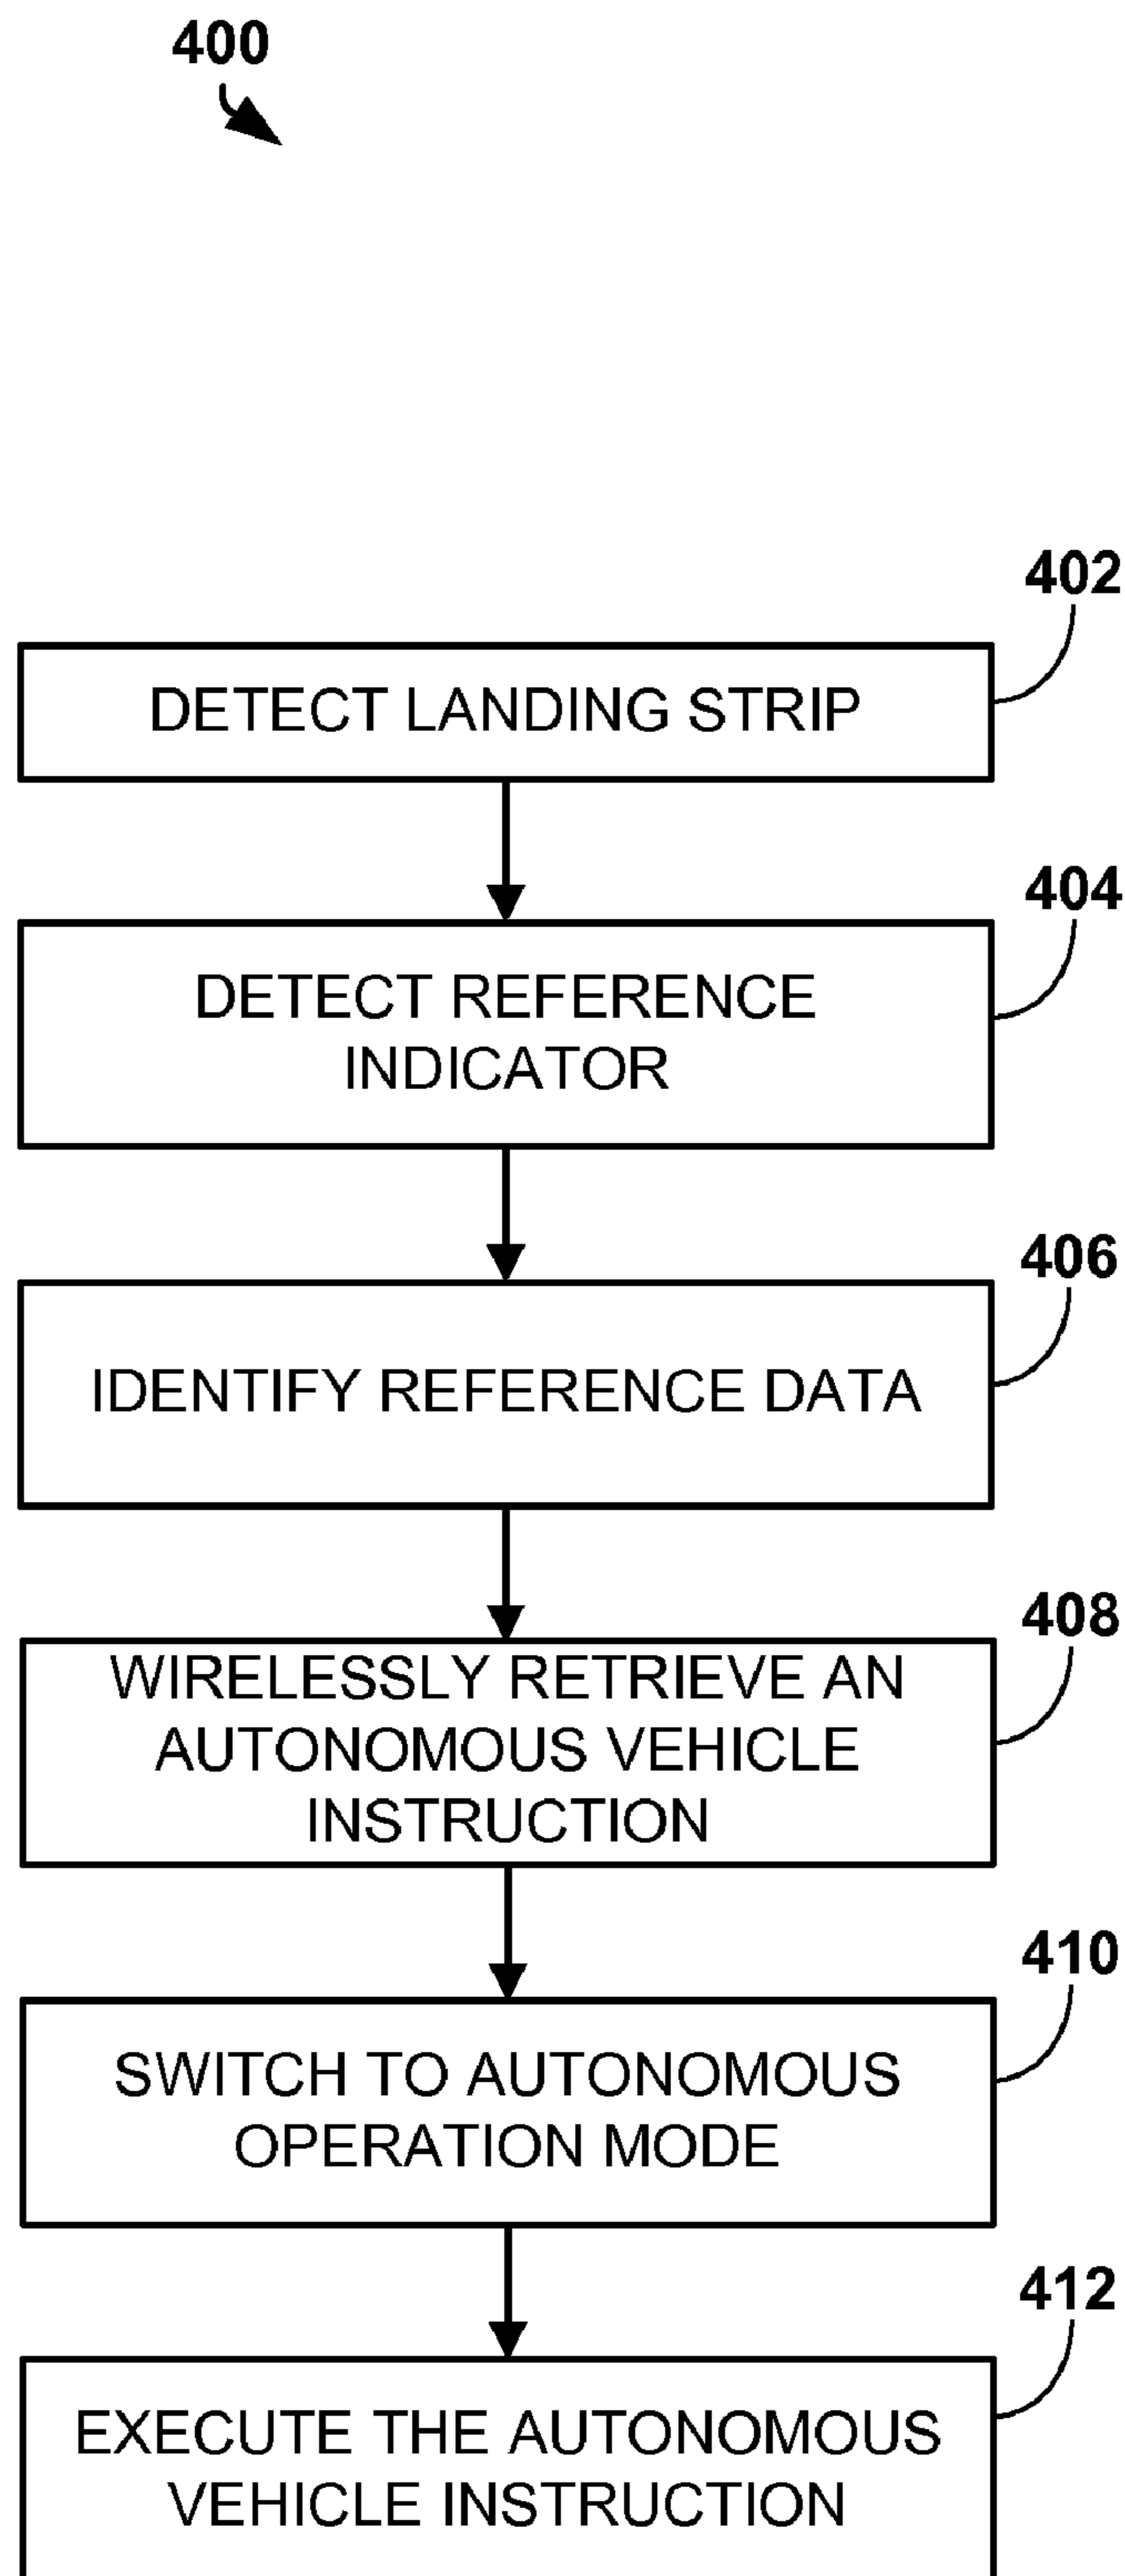 400
402
DETECT LANDING STRIP
404
DETECT REFERENCE
INDICATOR
406
IDENTIFY REFERENCE DATA
408
WIRELESSLY RETRIEVE AN
AUTONOMOUS VEHICLE
INSTRUCTION
410
SWITCH TO AUTONOMOUS
OPERATION MODE
412
EXECUTE THE AUTONOMOUS
VEHICLE INSTRUCTION